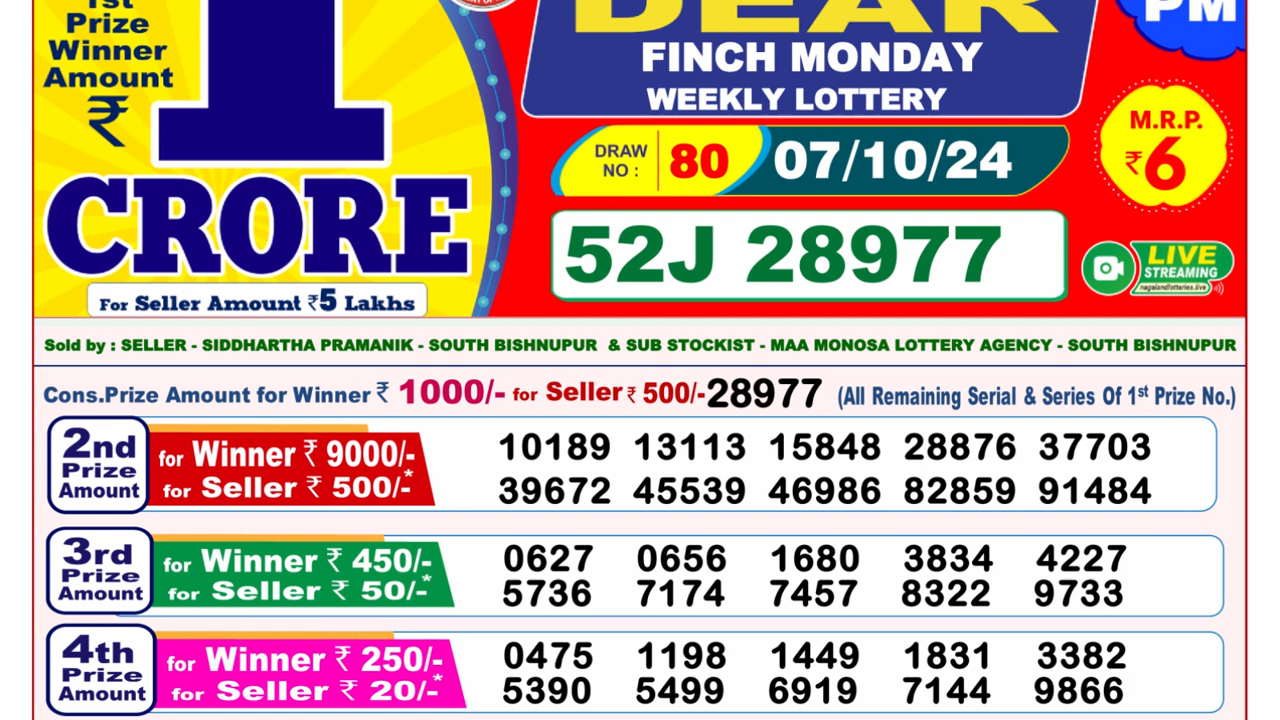 1st
Prize
Winner
Amount
₹
1
CRORE
For Seller Amount ₹5 Lakhs
DEAR
FINCH MONDAY
WEEKLY LOTTERY
PM
DRAW NO : 80 07/10/24
M.R.P.
₹6
52J 28977
LIVE
STREAMING
nagalandlotteries.live
Sold by : SELLER - SIDDHARTHA PRAMANIK - SOUTH BISHNUPUR & SUB STOCKIST - MAA MONOSA LOTTERY AGENCY - SOUTH BISHNUPUR
Cons.Prize Amount for Winner ₹ 1000/- for Seller ₹ 500/- 28977 (All Remaining Serial & Series Of 1st Prize No.)
2nd
Prize
Amount
for Winner ₹ 9000/-
for Seller ₹ 500/-*
10189 13113 15848 28876 37703
39672 45539 46986 82859 91484
3rd
Prize
Amount
for Winner ₹ 450/-
for Seller ₹ 50/-*
0627 0656 1680 3834 4227
5736 7174 7457 8322 9733
4th
Prize
Amount
for Winner ₹ 250/-
for Seller ₹ 20/-*
0475 1198 1449 1831 3382
5390 5499 6919 7144 9866